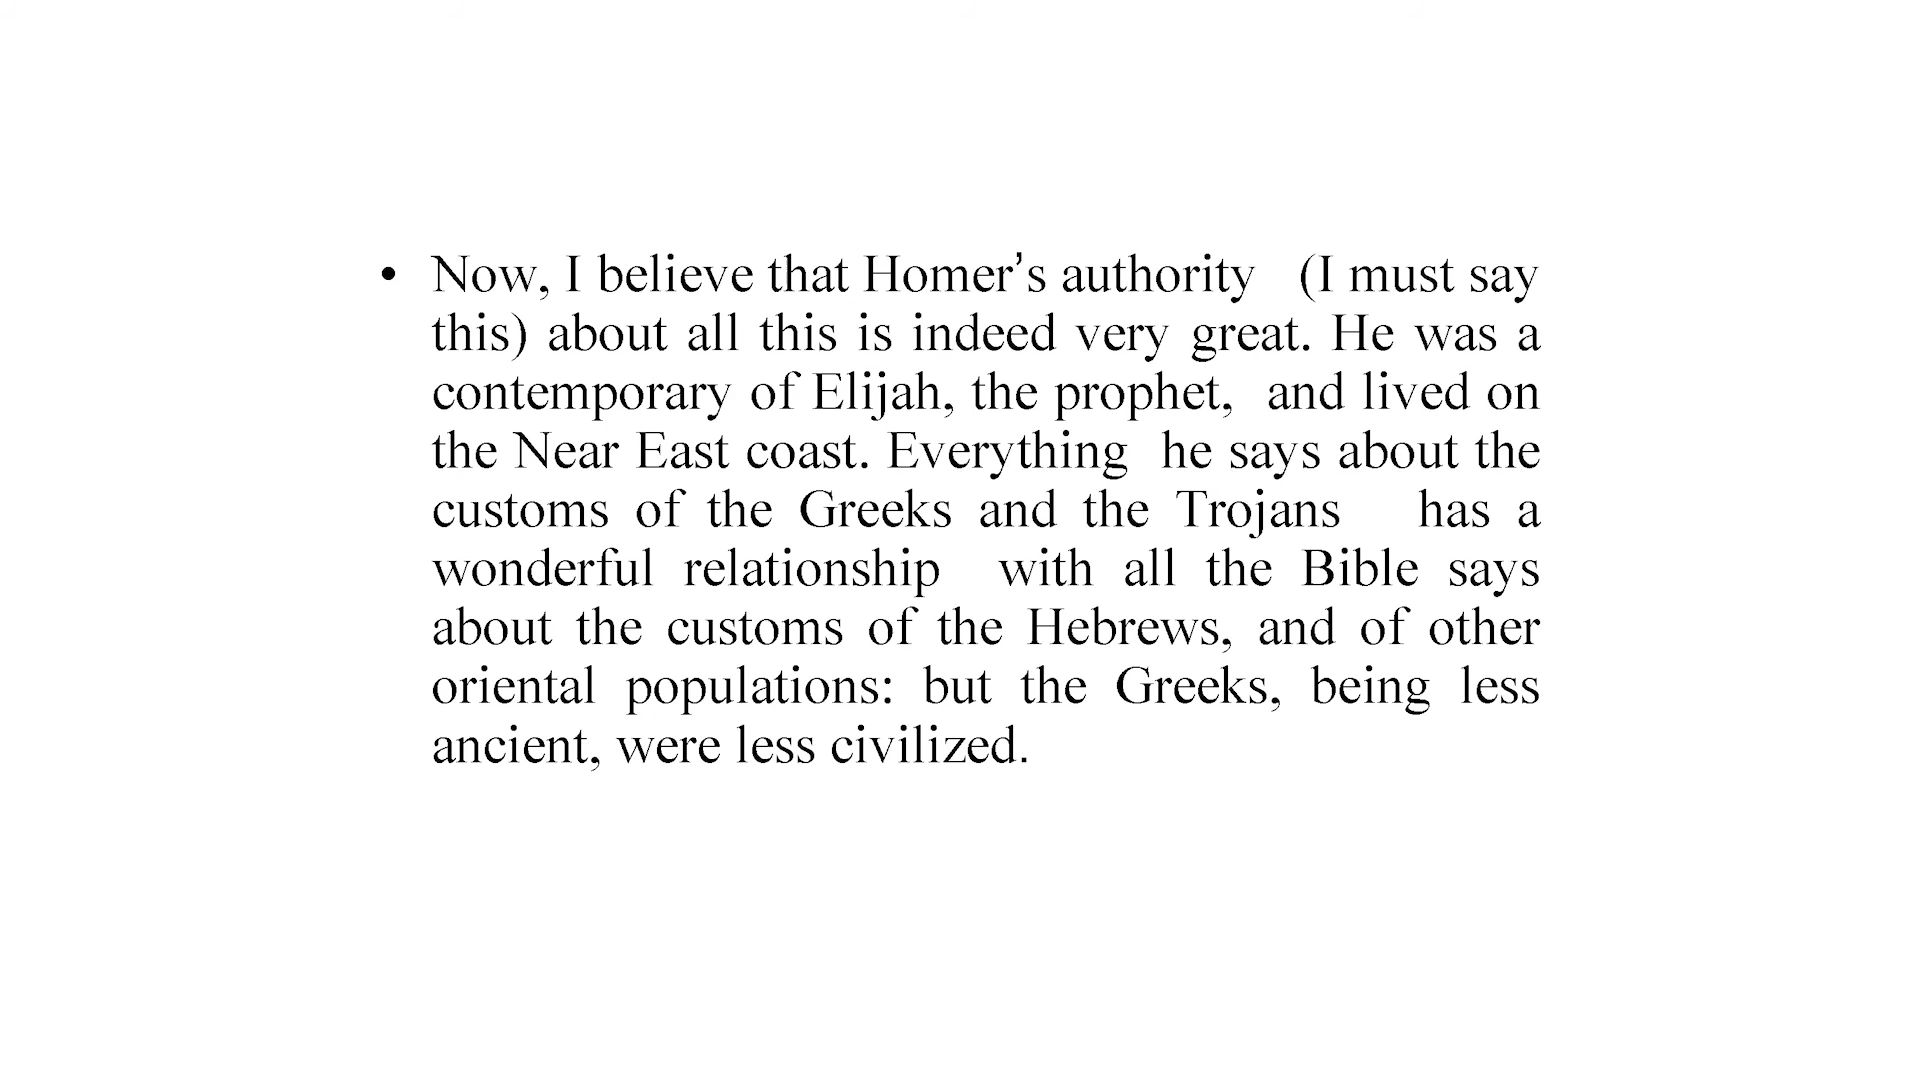 • Now, I believe that Homer’s authority (I must say
this) about all this is indeed very great. He was a
contemporary of Elijah, the prophet, and lived on
the Near East coast. Everything he says about the
customs of the Greeks and the Trojans has a
wonderful relationship with all the Bible says
about the customs of the Hebrews, and of other
oriental populations: but the Greeks, being less
ancient, were less civilized.